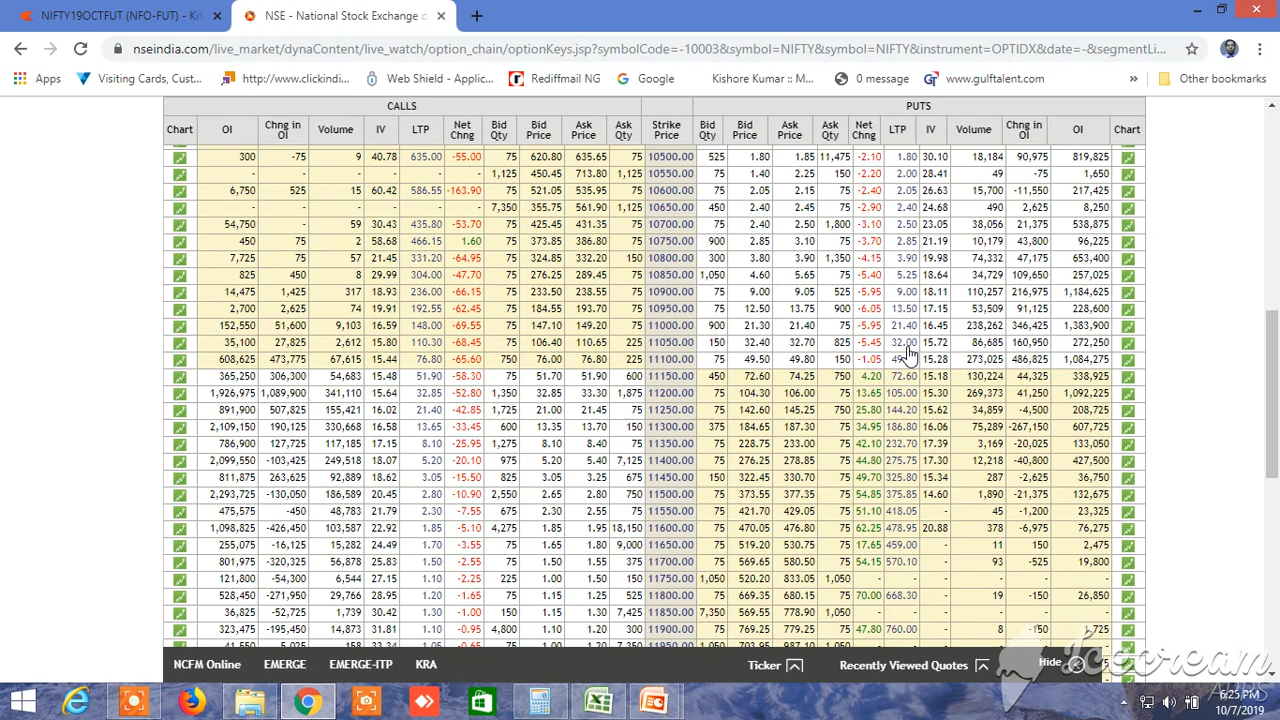 NIFTY19OCTFUT (NFO-FUT) - Kit
NSE - National Stock Exchange o
nseindia.com/live_market/dynaContent/live_watch/option_chain/optionKeys.jsp?symbolCode=-10003&symbol=NIFTY&symbol=NIFTY&instrument=OPTIDX&date=-&segmentLi...
Apps Visiting Cards, Cust... http://www.clickindi... Web Shield - Applic... Rediffmail NG Google Kishore Kumar :: M... 0 message www.gulftalent.com » Other bookmarks
CALLS PUTS
Chart OI Chng in OI Volume IV LTP Net Chng Bid Qty Bid Price Ask Price Ask Qty Strike Price Bid Qty Bid Price Ask Price Ask Qty Net Chng LTP IV Volume Chng in OI OI Chart
300 -75 9 40.78 635.00 -55.00 75 620.80 635.65 75 10500.00 525 1.80 1.85 11,475 -2.10 1.80 30.10 18,184 90,975 819,825
- - - - - - 1,125 450.45 713.80 1,125 10550.00 75 1.40 2.25 150 -2.20 2.00 28.41 49 -75 1,650
6,750 525 15 60.42 586.55 -163.90 75 521.05 535.95 75 10600.00 75 2.05 2.15 75 -2.40 2.05 26.63 15,700 -11,550 217,425
- - - - - - 7,350 355.75 561.90 1,125 10650.00 450 2.40 2.45 75 -2.90 2.40 24.68 490 2,625 8,250
54,750 - 59 30.43 435.80 -53.70 75 425.45 431.35 75 10700.00 75 2.40 2.50 1,800 -3.10 2.50 23.05 38,056 21,375 538,875
450 75 2 58.68 466.15 1.60 75 373.85 386.80 75 10750.00 900 2.85 3.10 75 -3.70 2.85 21.19 10,179 43,800 96,225
7,725 75 57 21.45 331.20 -64.95 75 324.85 332.20 150 10800.00 300 3.80 3.90 1,350 -4.15 3.90 19.98 74,332 47,175 653,400
825 450 8 29.99 304.00 -47.70 75 276.25 289.45 75 10850.00 1,050 4.60 5.65 75 -5.40 5.25 18.64 34,729 109,650 257,025
14,475 1,425 317 18.93 236.00 -66.15 75 233.50 238.55 75 10900.00 75 9.00 9.05 525 -5.95 9.00 18.11 110,257 216,975 1,184,625
2,700 2,625 74 19.91 192.55 -62.45 75 184.55 193.70 75 10950.00 75 12.50 13.75 900 -6.05 13.50 17.15 53,509 91,125 228,600
152,550 51,600 9,103 16.59 148.00 -69.55 75 147.10 149.20 75 11000.00 900 21.30 21.40 75 -5.95 21.40 16.45 238,262 346,425 1,383,900
35,100 27,825 2,612 15.80 110.30 -68.45 75 106.40 110.65 225 11050.00 150 32.40 32.70 825 -5.45 32.00 15.72 86,685 160,950 272,250
608,625 473,775 67,615 15.44 76.80 -65.60 750 76.00 76.80 225 11100.00 75 49.50 49.80 150 -1.05 15.28 273,025 486,825 1,084,275
365,250 306,300 54,683 15.48 51.90 -58.30 75 51.70 51.90 600 11150.00 450 72.60 74.25 750 4.20 72.60 15.18 130,224 44,325 338,925
1,926,975 1,089,900 341,110 15.64 32.85 -52.80 1,350 32.85 33.30 1,875 11200.00 75 104.30 106.00 75 13.65 105.00 15.30 269,373 41,250 1,092,225
891,900 507,825 155,421 16.02 21.40 -42.85 1,125 21.00 21.45 75 11250.00 75 142.60 145.25 750 25.80 144.20 15.62 34,859 -4,500 208,725
2,109,150 190,125 330,668 16.58 13.65 -33.45 600 13.35 13.70 150 11300.00 375 184.65 187.30 75 34.95 186.80 16.06 75,289 -267,150 607,725
786,900 127,725 117,185 17.15 8.10 -25.95 1,275 8.10 8.40 75 11350.00 75 228.75 233.00 75 42.10 232.70 17.39 3,169 -20,025 133,050
2,099,550 -103,425 249,518 18.07 5.20 -20.10 975 5.20 5.40 7,125 11400.00 75 276.25 278.85 75 44.80 275.75 17.30 12,218 -40,800 427,500
811,875 263,625 92,889 18.62 3.05 -15.50 825 3.05 3.25 675 11450.00 150 322.45 330.70 75 49.70 325.80 15.34 287 -2,625 36,750
2,293,725 -130,050 186,589 20.45 2.80 -10.90 2,550 2.65 2.80 750 11500.00 75 373.55 377.35 75 54.85 375.85 14.60 1,890 -21,375 132,675
475,575 -450 48,783 21.79 2.30 -7.55 675 2.30 2.55 75 11550.00 75 421.70 429.05 75 51.10 418.05 - 45 -1,200 23,325
1,098,825 -426,450 103,587 22.92 1.85 -5.10 4,275 1.85 1.95 18,150 11600.00 75 470.05 476.80 75 62.25 478.95 20.88 378 -6,975 76,275
255,075 -16,125 15,282 24.49 1.70 -3.55 75 1.65 1.80 9,000 11650.00 75 519.20 530.75 75 17.65 459.00 - 11 150 2,475
801,975 -320,325 56,878 25.83 1.50 -2.55 75 1.50 1.55 375 11700.00 75 569.65 580.50 75 54.15 570.10 - 93 -525 19,800
121,800 -54,300 6,544 27.15 1.10 -2.25 225 1.00 1.50 150 11750.00 1,050 520.20 833.05 1,050 - - - - - -
528,450 -271,950 29,766 28.95 1.20 -1.65 75 1.15 1.25 525 11800.00 75 669.35 680.15 75 70.00 668.30 - 19 -150 26,850
36,825 -52,725 1,739 30.42 1.30 -1.00 150 1.15 1.30 7,425 11850.00 7,350 569.55 778.90 1,050 - - - - - -
323,475 -195,450 14,873 31.81 1.10 -0.95 4,800 1.10 1.20 300 11900.00 75 769.25 779.25 75 47.80 760.00 - 8
NCFM Online EMERGE EMERGE-ITP KRA Ticker Recently Viewed Quotes Hide
Icecream
APPS
6:25 PM
10/7/2019